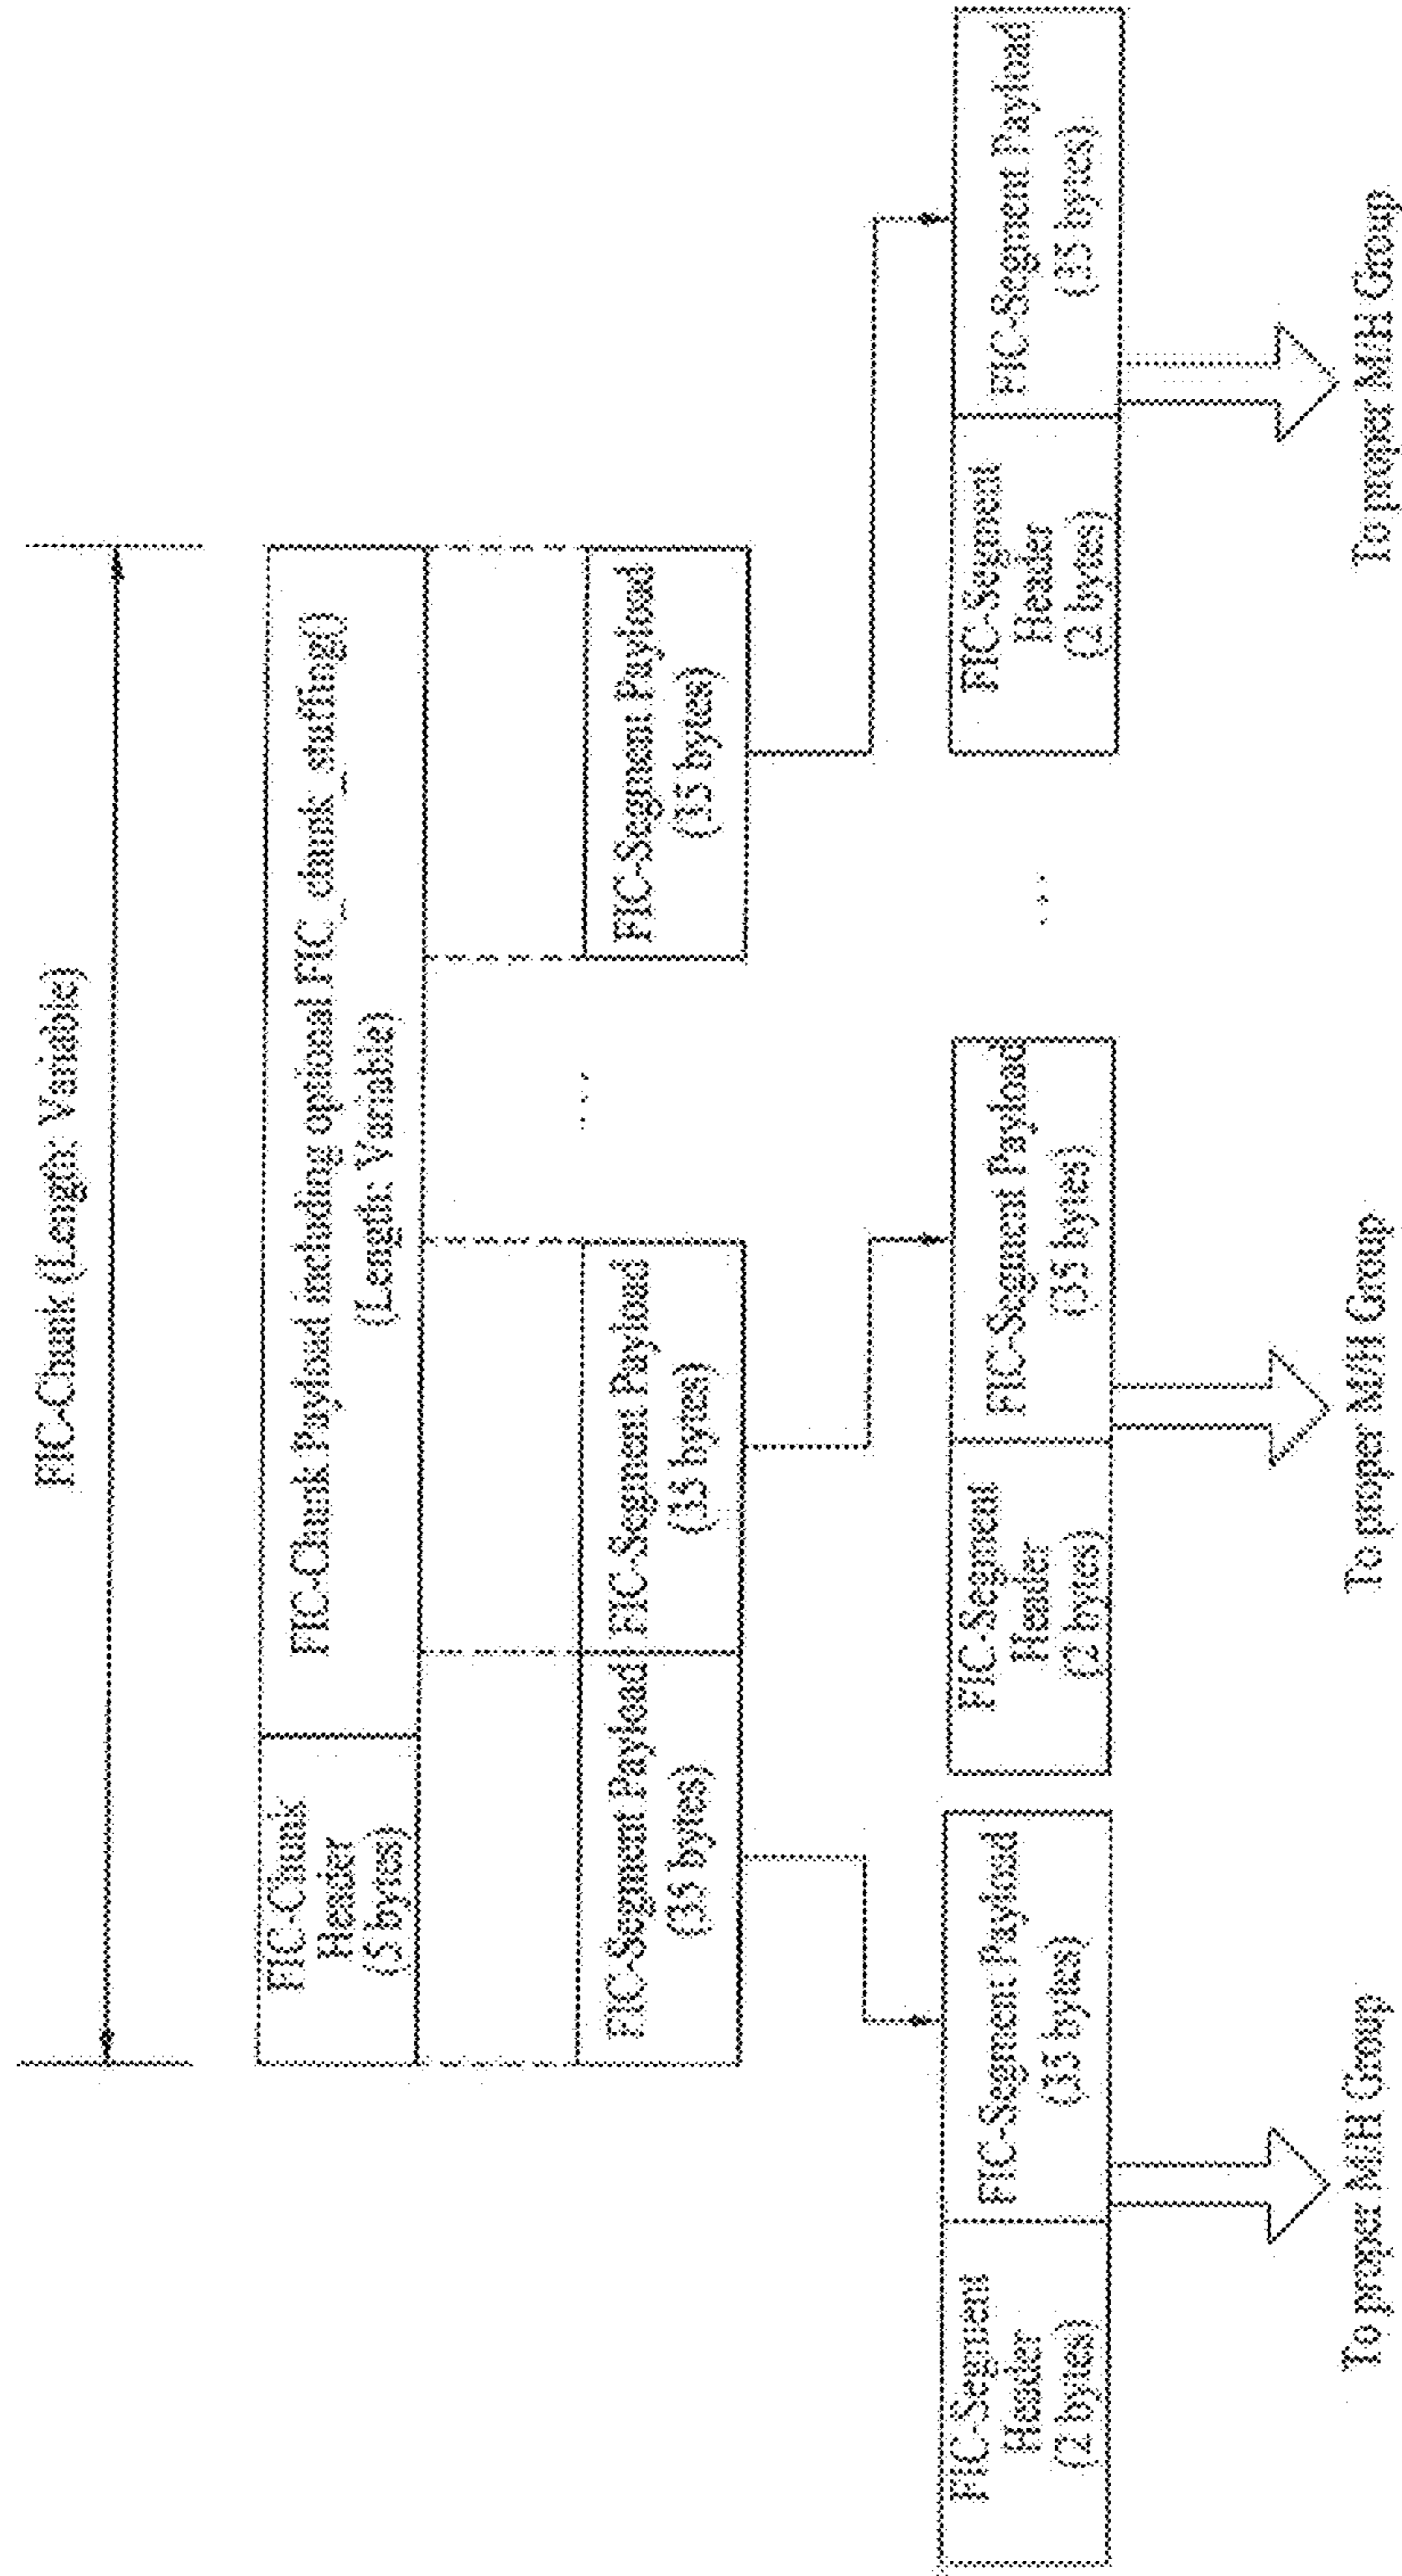 FIC-Chunk (Length: Variable)
FIC-Chunk
Header
(5 bytes)
FIC-Chunk Payload including optional FIC_chunk_stuffing()
(Length: Variable)
FIC-Segment Payload
(35 bytes)
FIC-Segment Payload
(35 bytes)
...
FIC-Segment Payload
(35 bytes)
FIC-Segment
Header
(2 bytes)
FIC-Segment Payload
(35 bytes)
FIC-Segment
Header
(2 bytes)
FIC-Segment Payload
(35 bytes)
...
FIC-Segment
Header
(2 bytes)
FIC-Segment Payload
(35 bytes)
To proper M/H Group
To proper M/H Group
To proper M/H Group